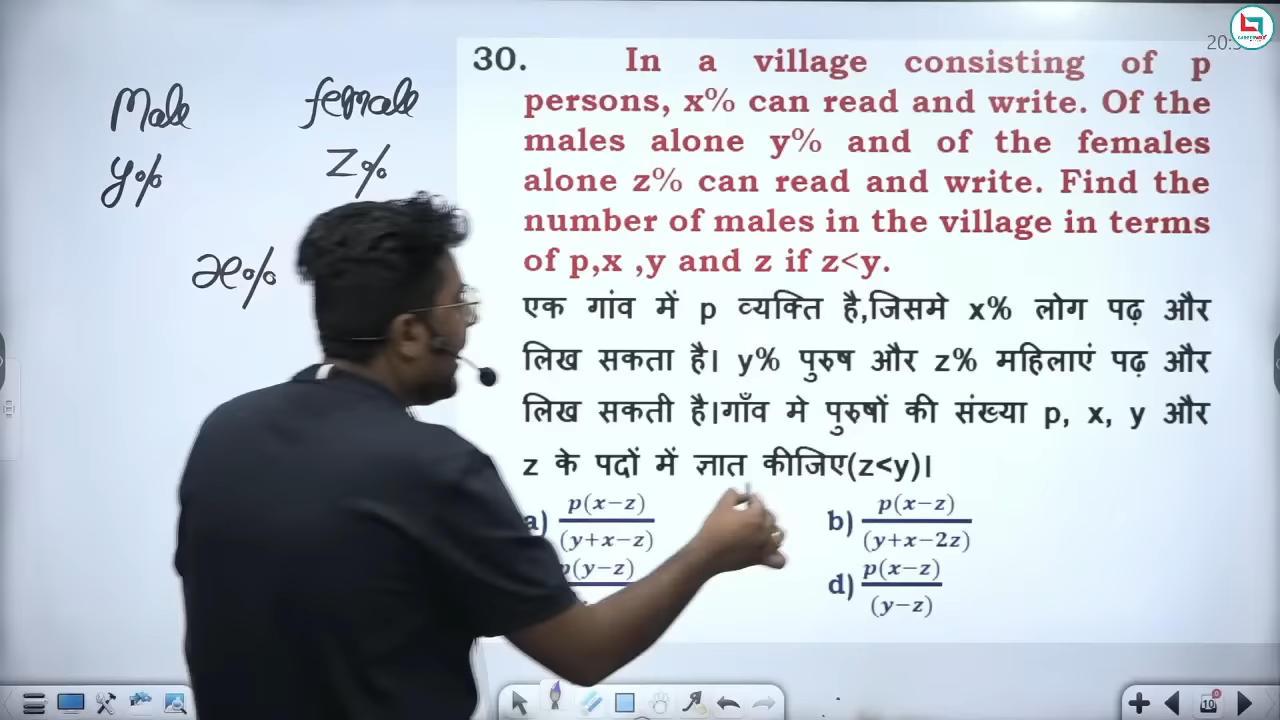 20:
Male female
y% z%
x%
30. In a village consisting of p
persons, x% can read and write. Of the
males alone y% and of the females
alone z% can read and write. Find the
number of males in the village in terms
of p,x ,y and z if z<y.
एक गांव में p व्यक्ति है,जिसमे x% लोग पढ़ और
लिख सकता है। y% पुरुष और z% महिलाएं पढ़ और
लिख सकती है।गाँव मे पुरुषों की संख्या p, x, y और
z के पदों में ज्ञात कीजिए(z<y)।
a) p(x−z)/(y+x−z) b) p(x−z)/(y+x−2z)
p(y−z) d) p(x−z)/(y−z)
10